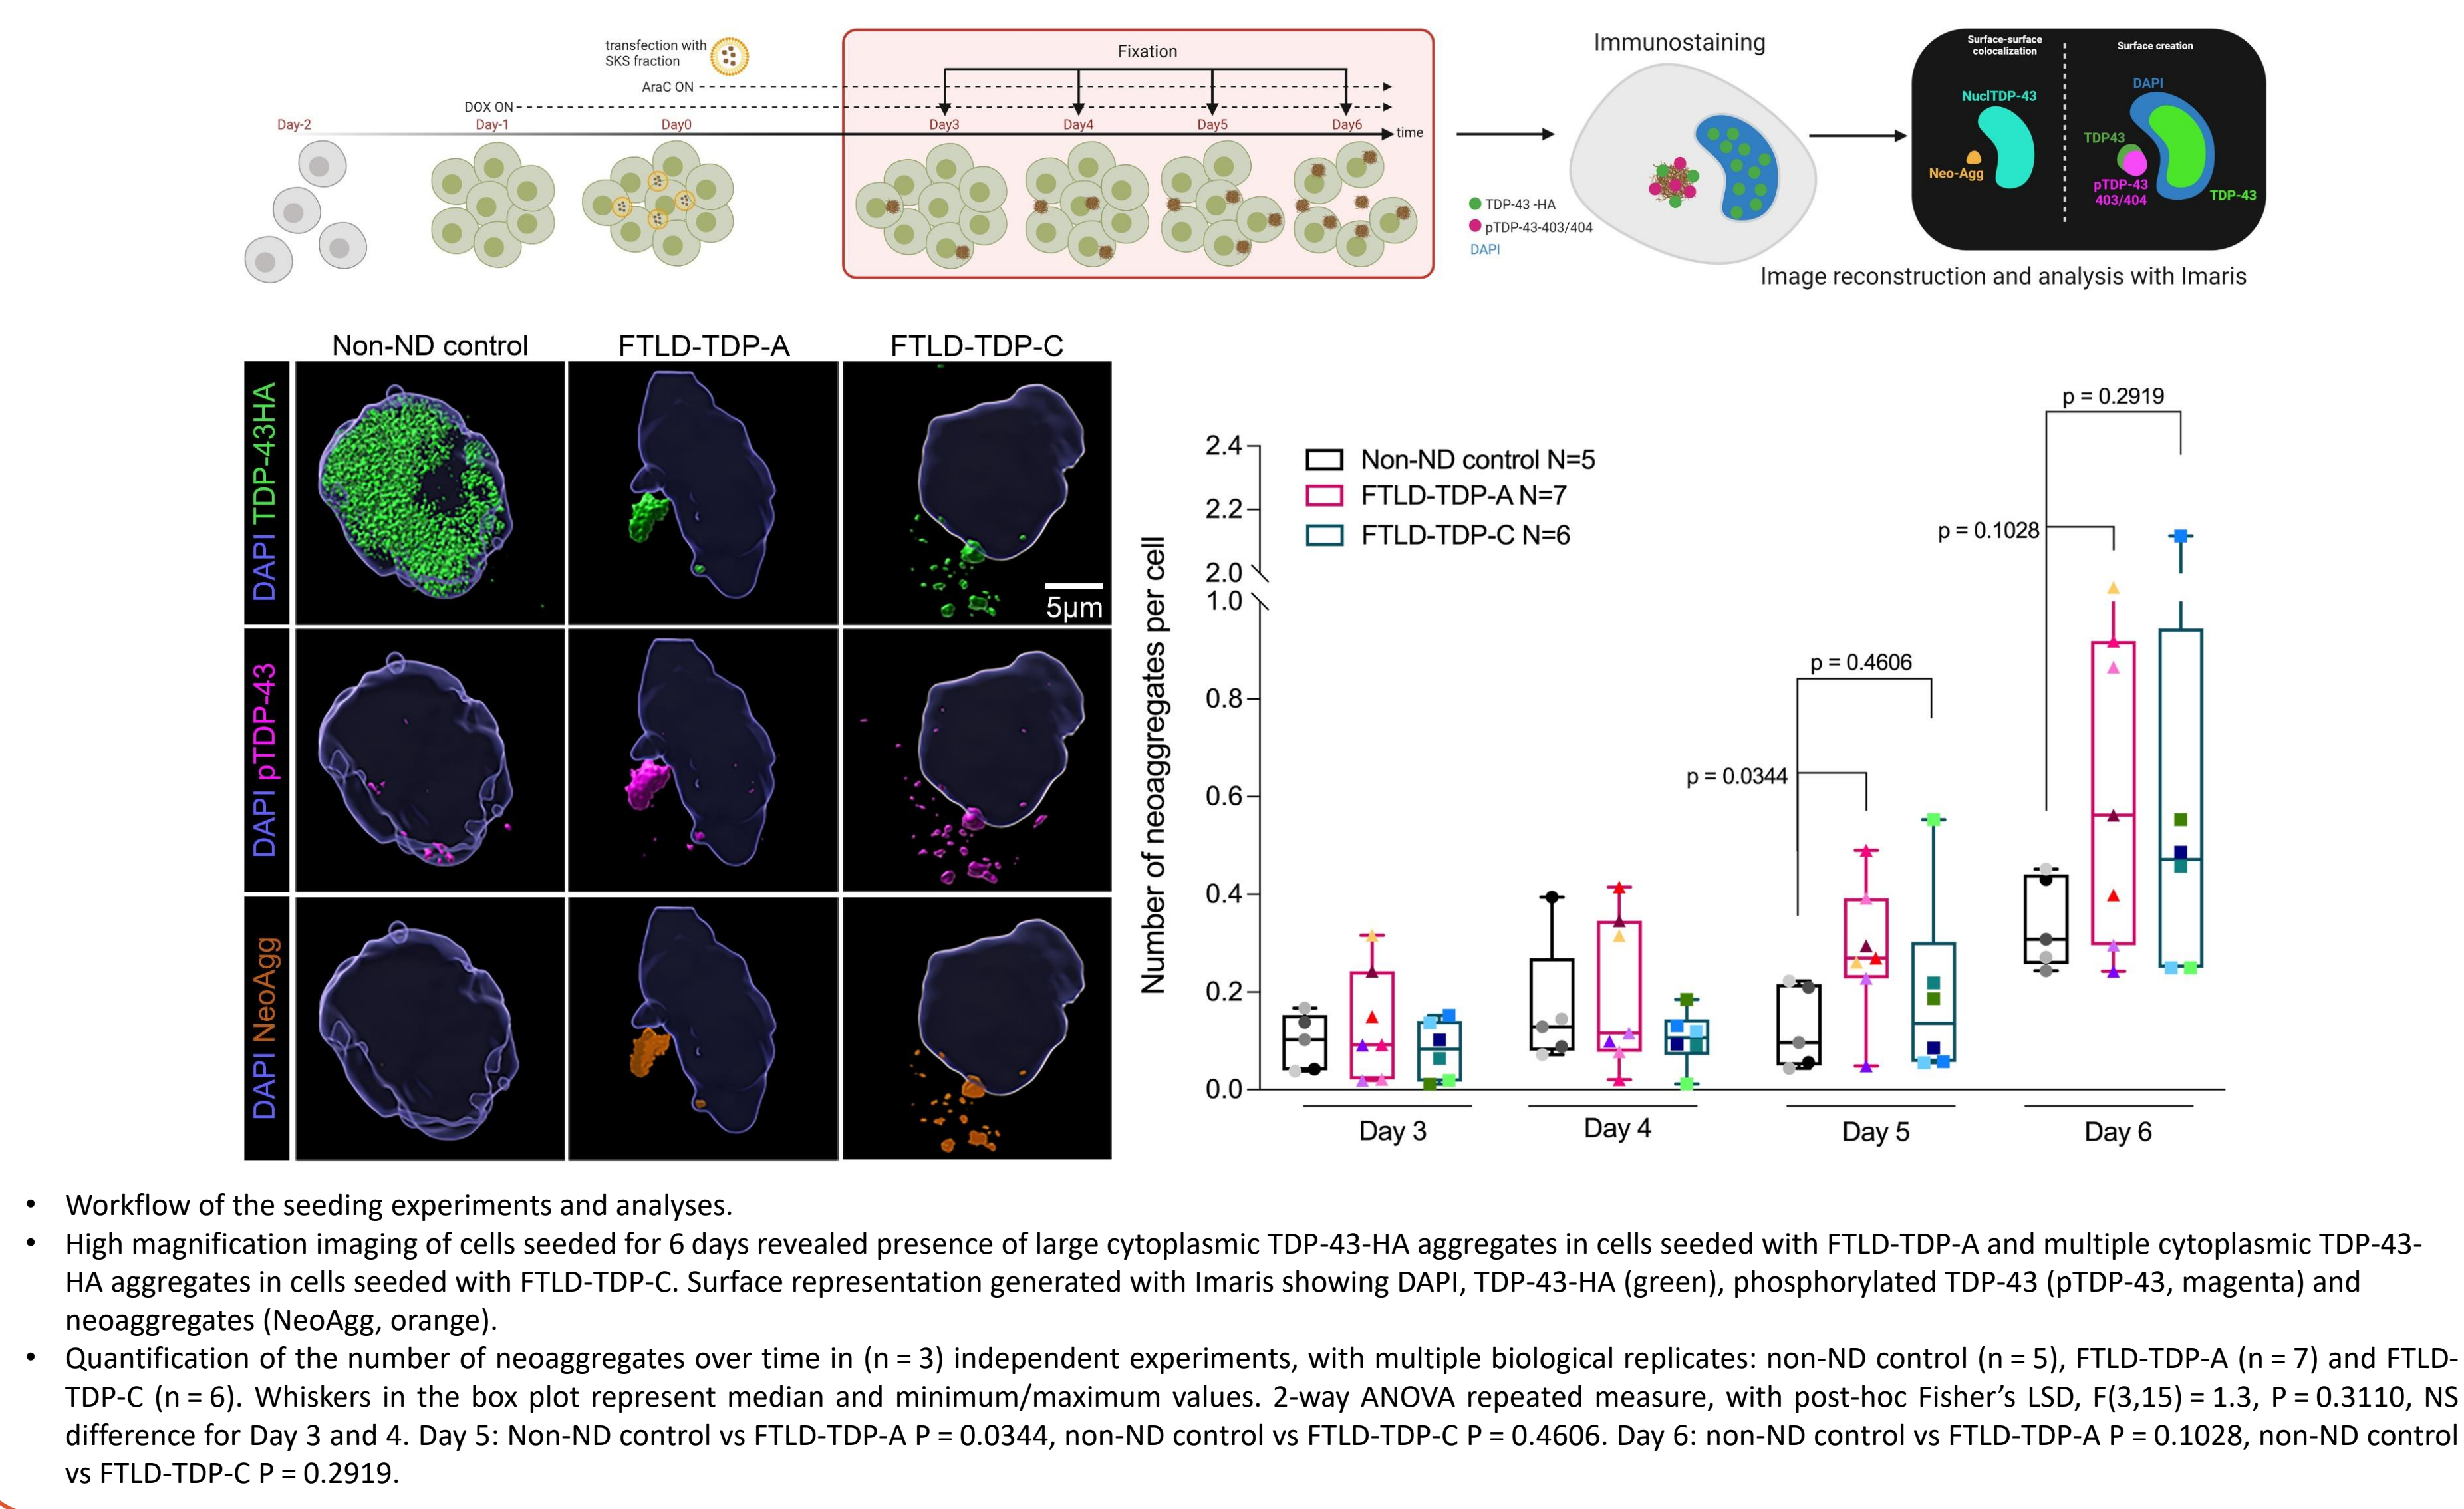 transfection with
SKS fraction
AraC ON
DOX ON
Day-2
Day-1
Day0
Fixation
Day3
Day4
Day5
Day6
time
Immunostaining
TDP-43 -HA
pTDP-43-403/404
DAPI
Surface-surface
colocalization
Surface creation
NuclTDP-43
Neo-Agg
DAPI
TDP43
pTDP-43
403/404
TDP-43
Image reconstruction and analysis with Imaris
Non-ND control
FTLD-TDP-A
FTLD-TDP-C
DAPI TDP-43HA
5µm
DAPI pTDP-43
DAPI NeoAgg
Number of neoaggregates per cell
2.4
2.2
2.0
1.0
0.8
0.6
0.4
0.2
0.0
Non-ND control N=5
FTLD-TDP-A N=7
FTLD-TDP-C N=6
p = 0.0344
p = 0.4606
p = 0.1028
p = 0.2919
Day 3
Day 4
Day 5
Day 6
• Workflow of the seeding experiments and analyses.
• High magnification imaging of cells seeded for 6 days revealed presence of large cytoplasmic TDP-43-HA aggregates in cells seeded with FTLD-TDP-A and multiple cytoplasmic TDP-43-
HA aggregates in cells seeded with FTLD-TDP-C. Surface representation generated with Imaris showing DAPI, TDP-43-HA (green), phosphorylated TDP-43 (pTDP-43, magenta) and
neoaggregates (NeoAgg, orange).
• Quantification of the number of neoaggregates over time in (n = 3) independent experiments, with multiple biological replicates: non-ND control (n = 5), FTLD-TDP-A (n = 7) and FTLD-
TDP-C (n = 6). Whiskers in the box plot represent median and minimum/maximum values. 2-way ANOVA repeated measure, with post-hoc Fisher’s LSD, F(3,15) = 1.3, P = 0.3110, NS
difference for Day 3 and 4. Day 5: Non-ND control vs FTLD-TDP-A P = 0.0344, non-ND control vs FTLD-TDP-C P = 0.4606. Day 6: non-ND control vs FTLD-TDP-A P = 0.1028, non-ND control
vs FTLD-TDP-C P = 0.2919.